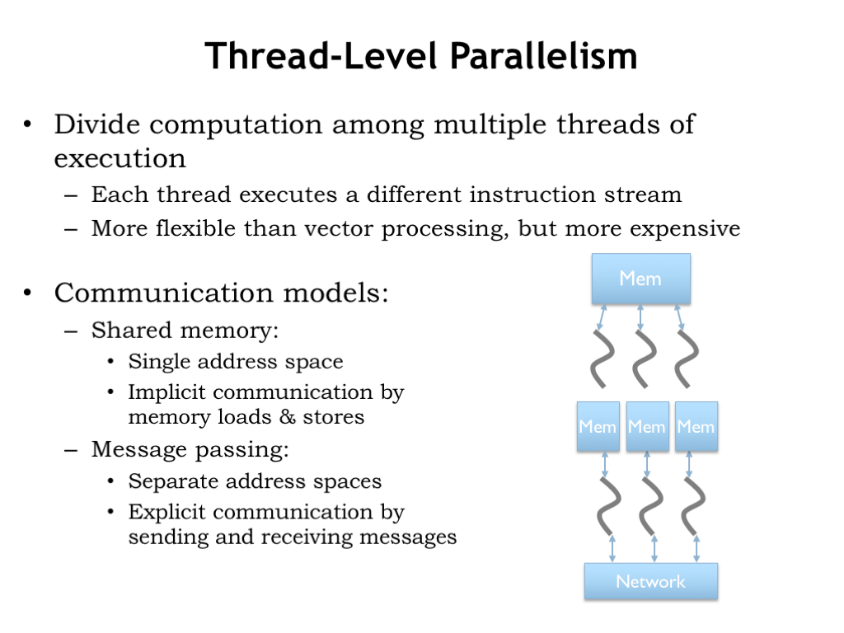 Thread-Level Parallelism
• Divide computation among multiple threads of
execution
– Each thread executes a different instruction stream
– More flexible than vector processing, but more expensive
• Communication models:
– Shared memory:
• Single address space
• Implicit communication by
memory loads & stores
– Message passing:
• Separate address spaces
• Explicit communication by
sending and receiving messages
Mem
Mem Mem Mem
Network